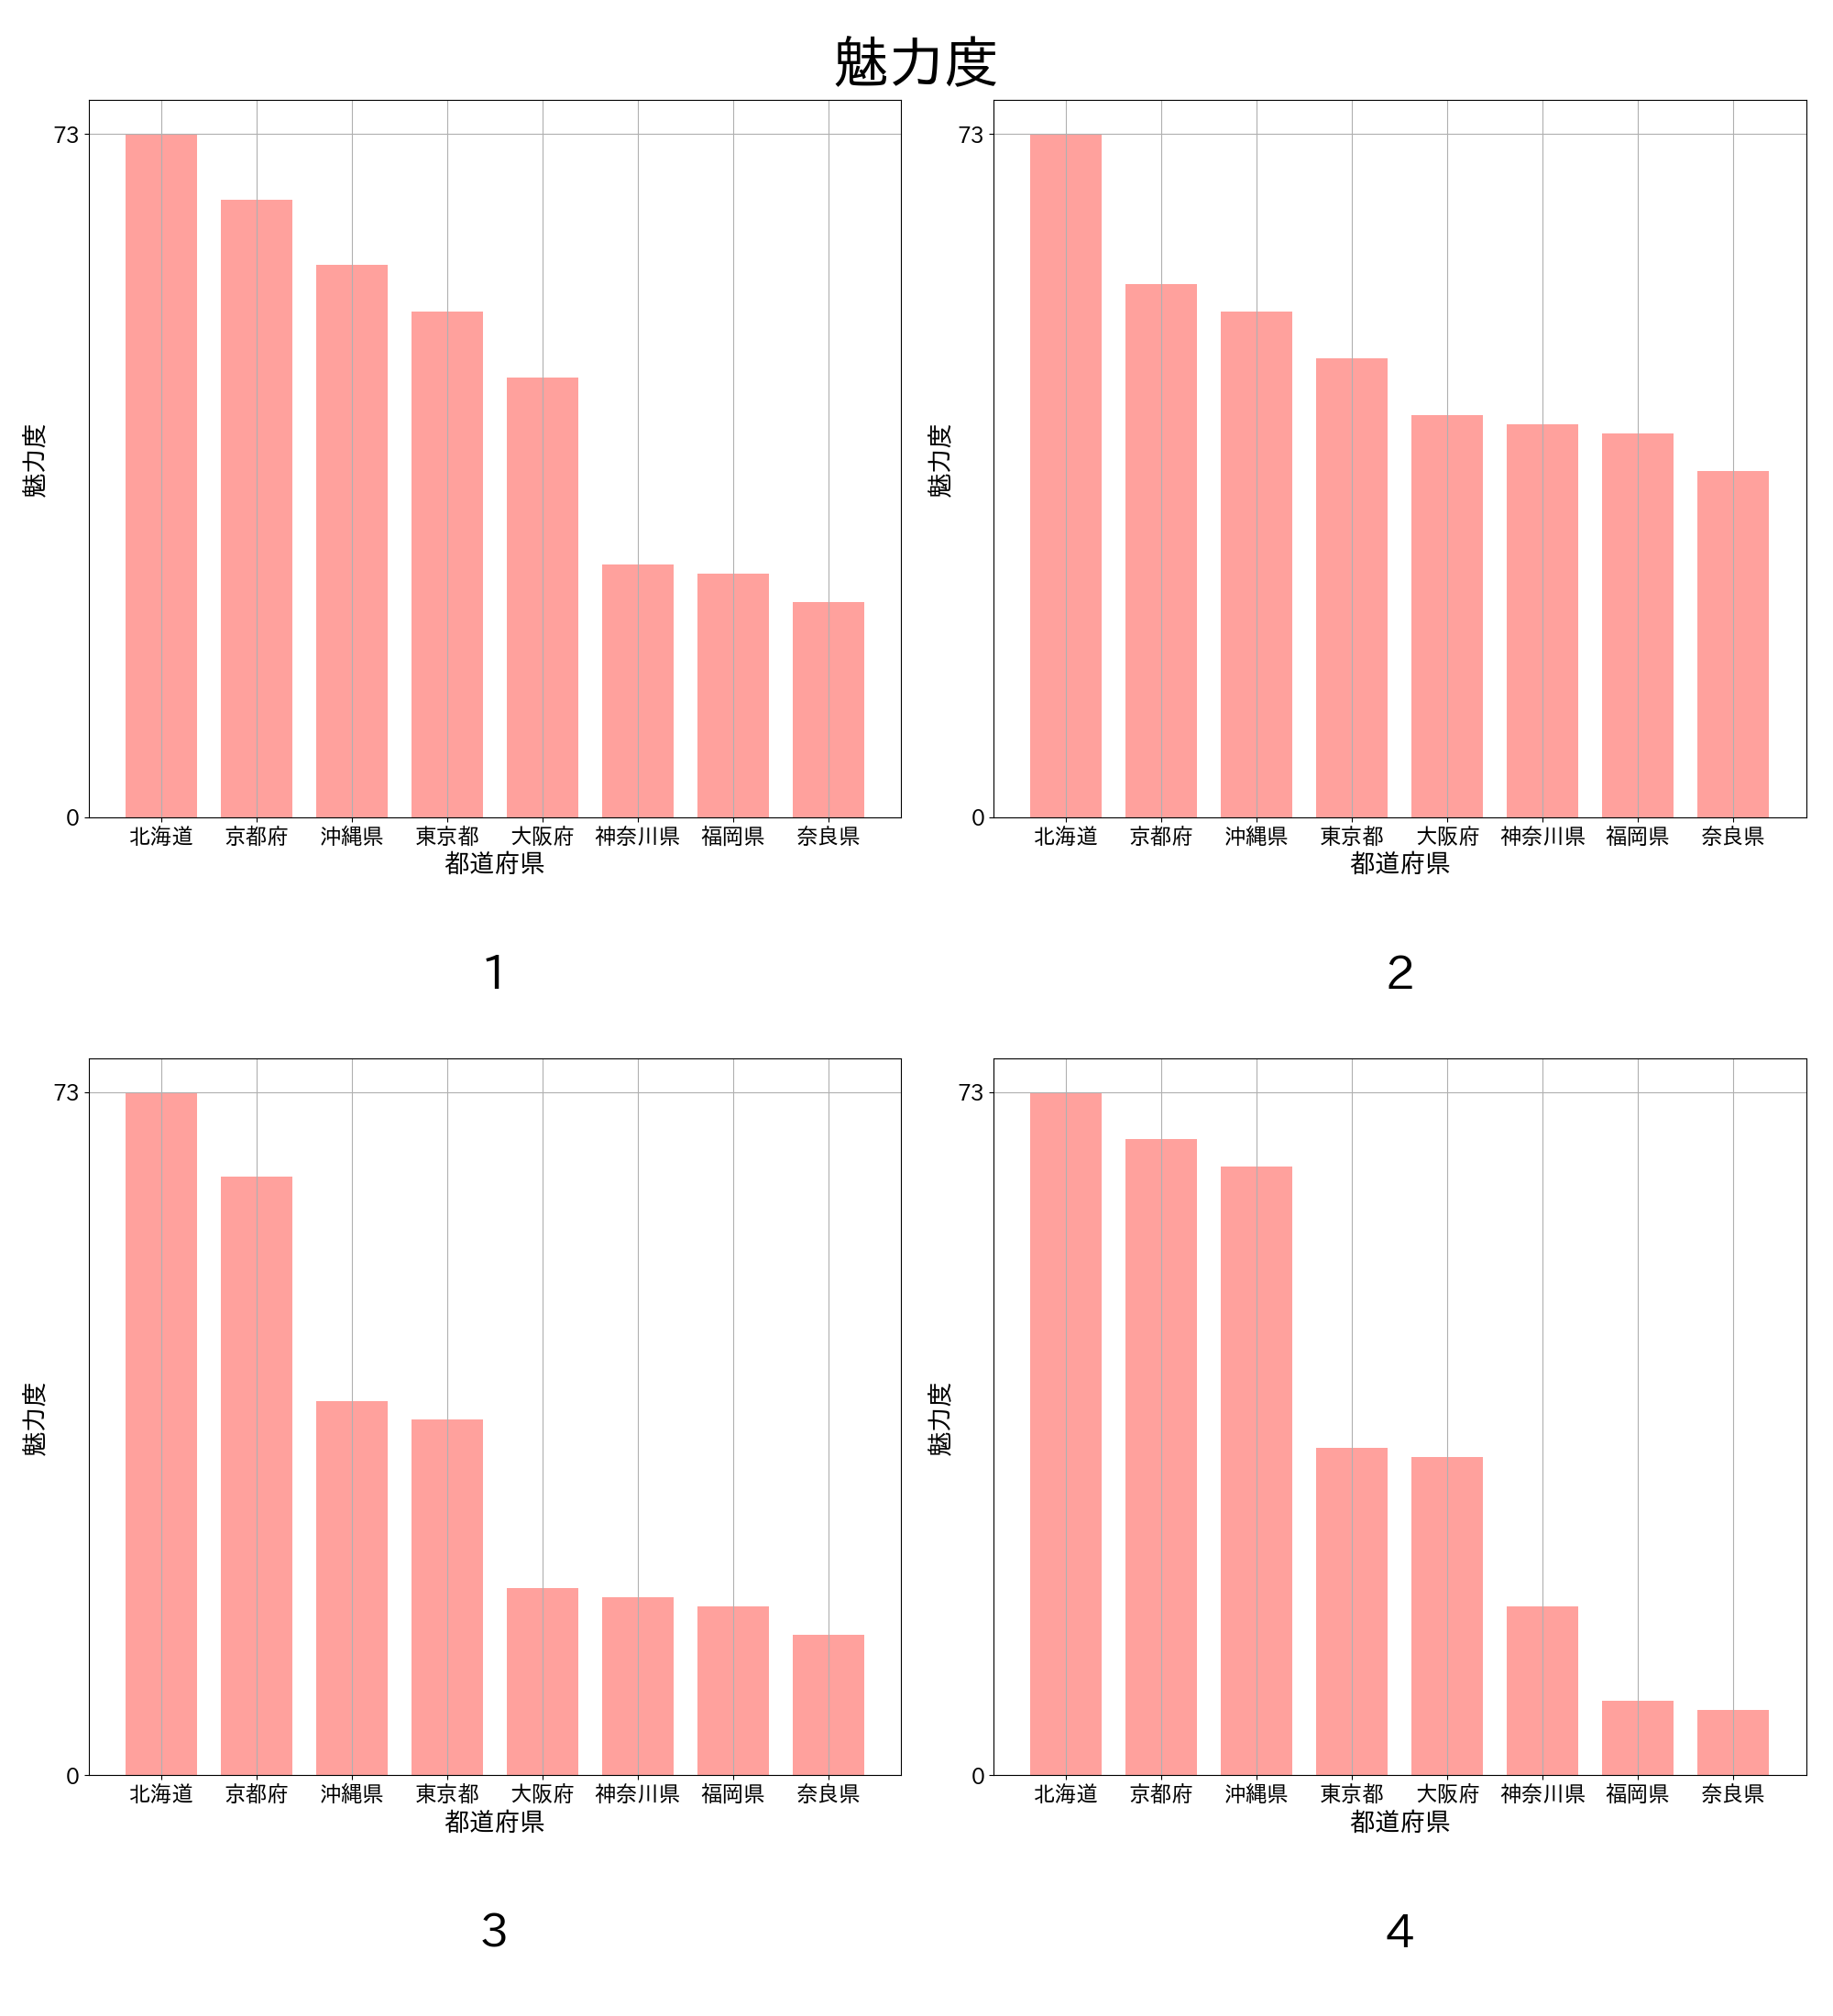 魅力度
73
0
魅力度
北海道 京都府 沖縄県 東京都 大阪府 神奈川県 福岡県 奈良県
都道府県
1
73
0
魅力度
北海道 京都府 沖縄県 東京都 大阪府 神奈川県 福岡県 奈良県
都道府県
2
73
0
魅力度
北海道 京都府 沖縄県 東京都 大阪府 神奈川県 福岡県 奈良県
都道府県
3
73
0
魅力度
北海道 京都府 沖縄県 東京都 大阪府 神奈川県 福岡県 奈良県
都道府県
4